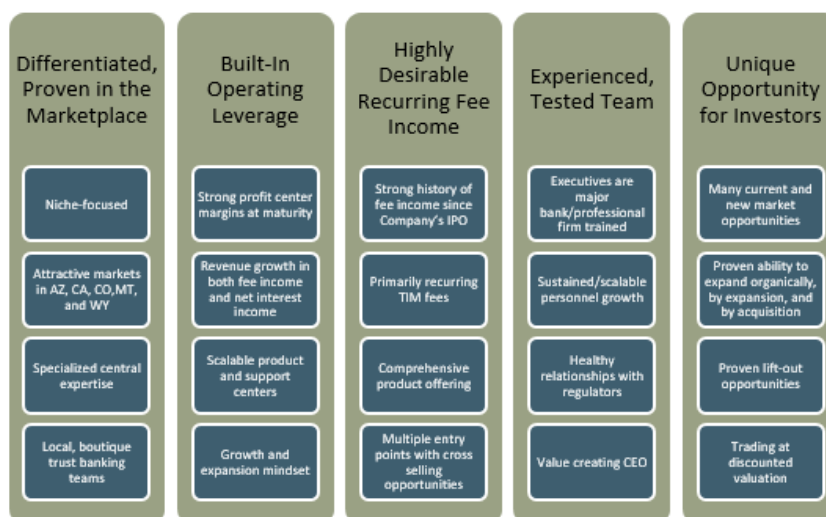 Differentiated,
Proven in the
Marketplace
Niche-focused
Attractive markets
in AZ, CA, CO,MT,
and WY
Specialized central
expertise
Local, boutique
trust banking
teams
Built-In
Operating
Leverage
Strong profit center
margins at maturity
Revenue growth in
both fee income
and net interest
income
Scalable product
and support
centers
Growth and
expansion mindset
Highly
Desirable
Recurring Fee
Income
Strong history of
fee income since
Company's IPO
Primarily recurring
TIM fees
Comprehensive
product offering
Multiple entry
points with cross
selling
opportunities
Experienced,
Tested Team
Executives are
major
bank/professional
firm trained
Sustained/scalable
personnel growth
Healthy
relationships with
regulators
Value creating CEO
Unique
Opportunity
for Investors
Many current and
new market
opportunities
Proven ability to
expand organically,
by expansion, and
by acquisition
Proven lift-out
opportunities
Trading at
discounted
valuation